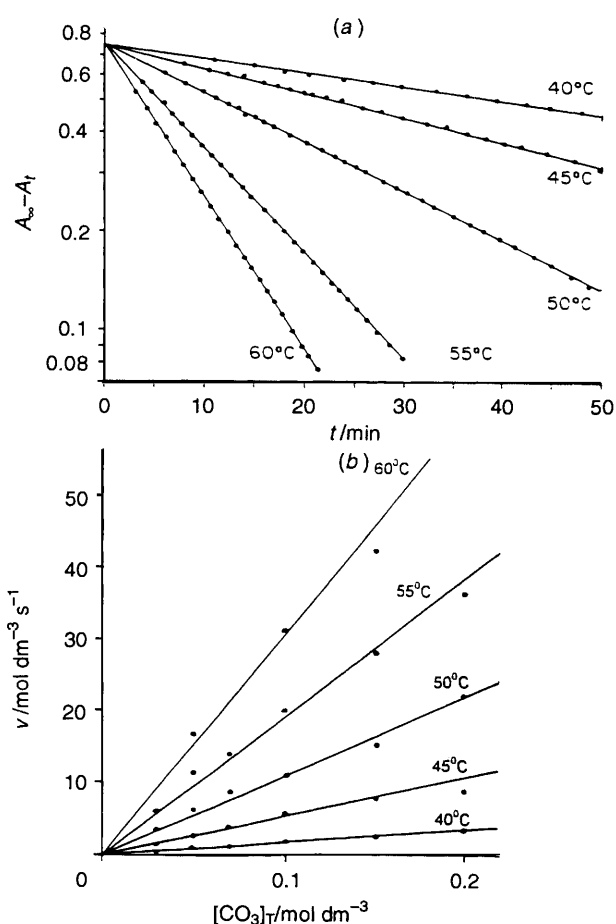 (a)
0.8
0.6
0.4
0.2
0.1
0.08
A∞–At
40°C
45°C
50°C
55°C
60°C
0 10 20 30 40 50
t/min
(b)
60°C
55°C
50°C
45°C
40°C
50
40
30
20
10
0
v/mol dm⁻³ s⁻¹
0.1 0.2
[CO₃]T/mol dm⁻³